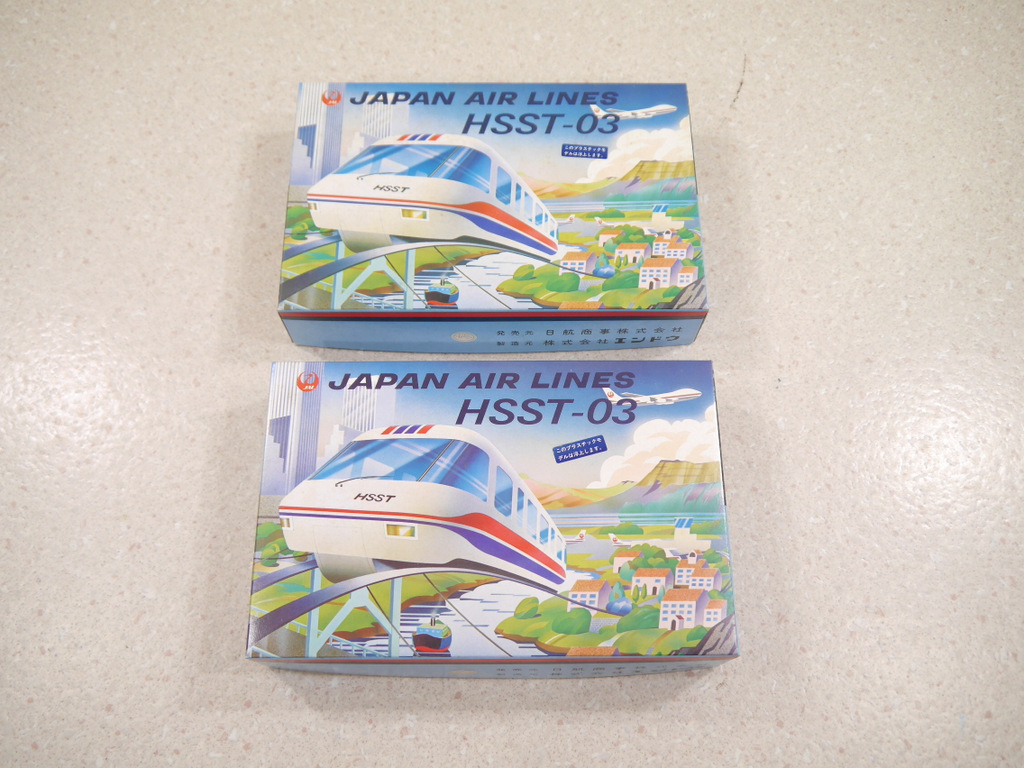 JAL
JAPAN AIR LINES
HSST-03
このプラスチックモ
デルは浮上します。
HSST
発売元 日航商事株式会社
製造元 株式会社エンドウ
JAL
JAPAN AIR LINES
HSST-03
このプラスチックモ
デルは浮上します。
HSST